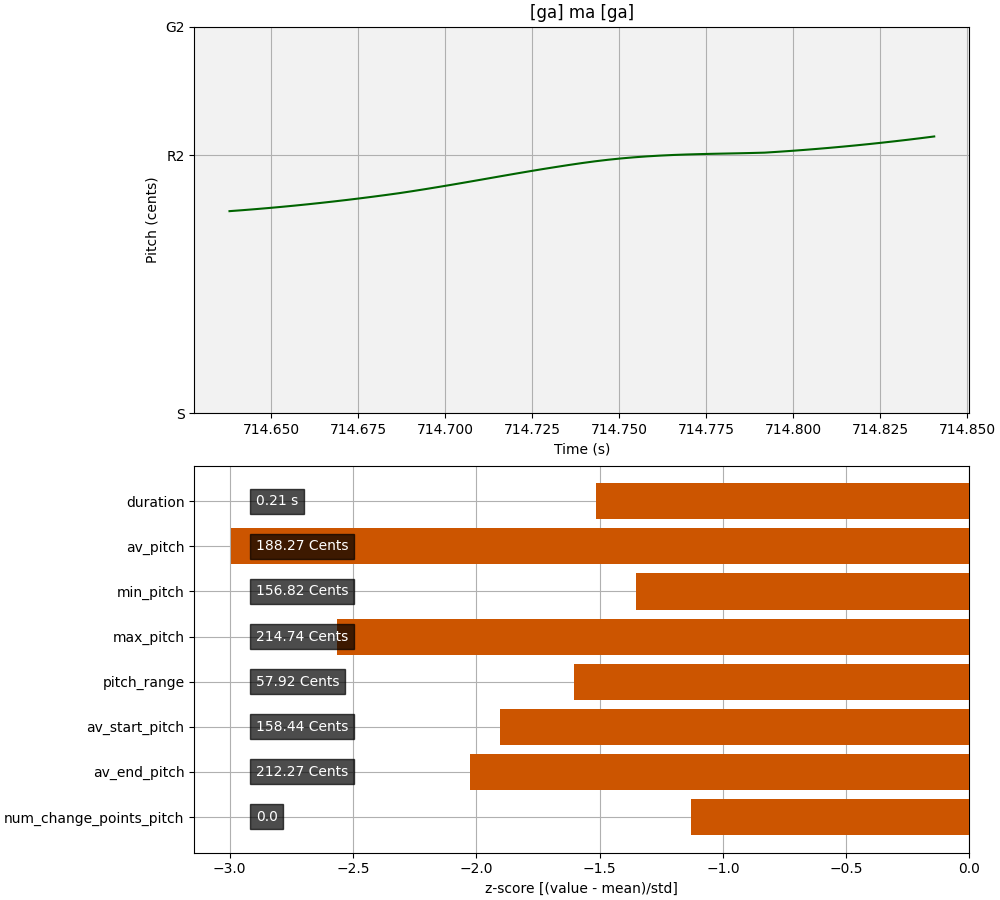 [ga] ma [ga]
G2
R2
S
Pitch (cents)
714.650 714.675 714.700 714.725 714.750 714.775 714.800 714.825 714.850
Time (s)
duration 0.21 s
av_pitch 188.27 Cents
min_pitch 156.82 Cents
max_pitch 214.74 Cents
pitch_range 57.92 Cents
av_start_pitch 158.44 Cents
av_end_pitch 212.27 Cents
num_change_points_pitch 0.0
−3.0 −2.5 −2.0 −1.5 −1.0 −0.5 0.0
z-score [(value - mean)/std]